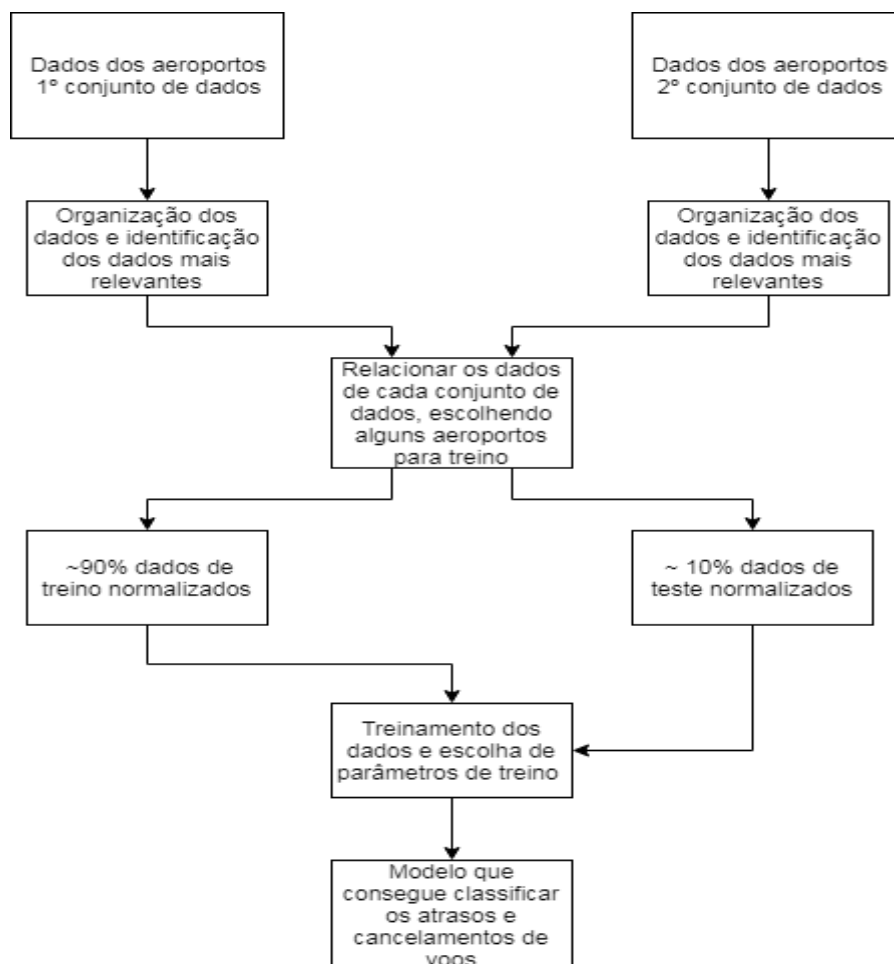 Dados dos aeroportos
1º conjunto de dados
Dados dos aeroportos
2º conjunto de dados
Organização dos
dados e identificação
dos dados mais
relevantes
Organização dos
dados e identificação
dos dados mais
relevantes
Relacionar os dados
de cada conjunto de
dados, escolhendo
alguns aeroportos
para treino
~90% dados de
treino normalizados
~ 10% dados de
teste normalizados
Treinamento dos
dados e escolha de
parâmetros de treino
Modelo que
consegue classificar
os atrasos e
cancelamentos de
voos